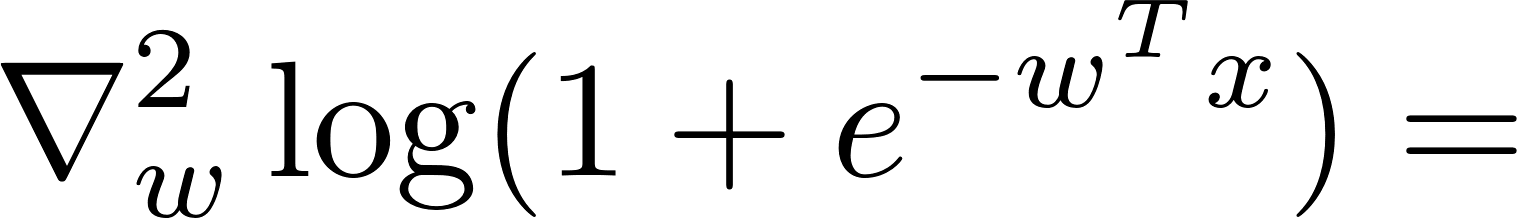 ∇²_w log(1 + e^{-w^T x}) =